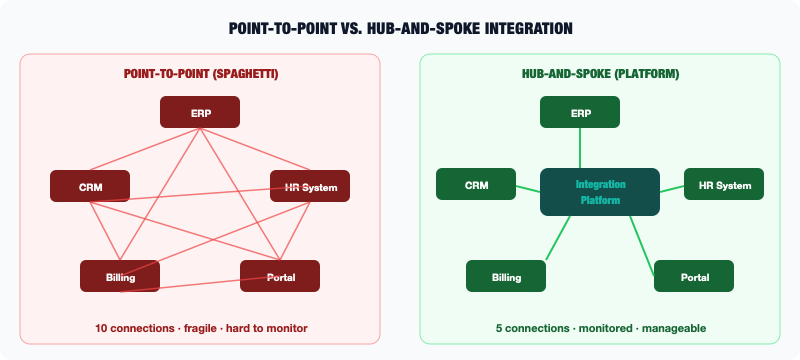 POINT-TO-POINT VS. HUB-AND-SPOKE INTEGRATION
POINT-TO-POINT (SPAGHETTI)
ERP
CRM
HR System
Billing
Portal
10 connections · fragile · hard to monitor
HUB-AND-SPOKE (PLATFORM)
ERP
CRM
Integration
Platform
HR System
Billing
Portal
5 connections · monitored · manageable